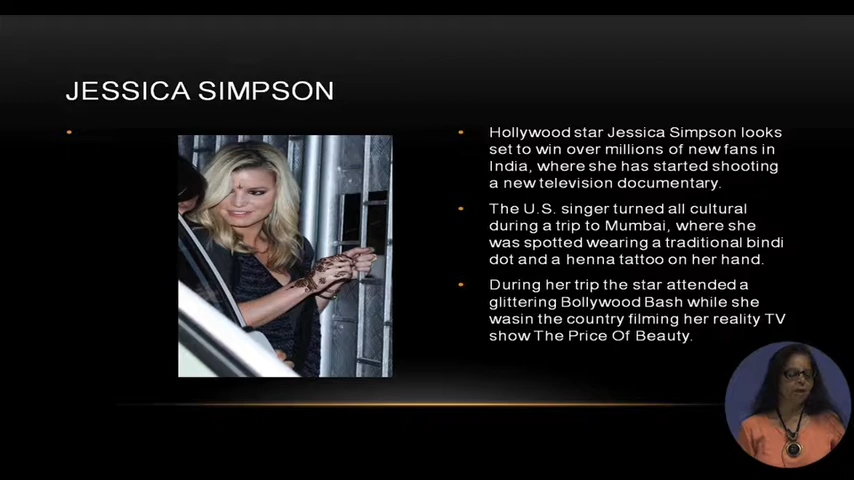 JESSICA SIMPSON
Hollywood star Jessica Simpson looks
set to win over millions of new fans in
India, where she has started shooting
a new television documentary.
The U.S. singer turned all cultural
during a trip to Mumbai, where she
was spotted wearing a traditional bindi
dot and a henna tattoo on her hand.
During her trip the star attended a
glittering Bollywood Bash while she
wasin the country filming her reality TV
show The Price Of Beauty.